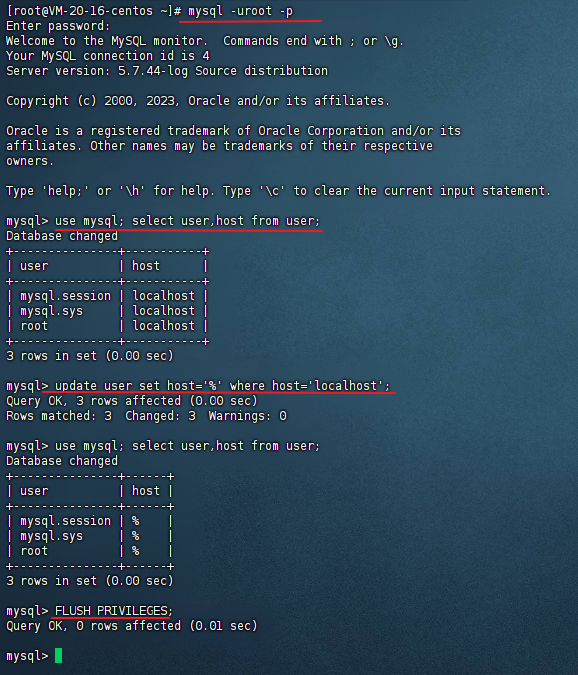 [root@VM-20-16-centos ~]# mysql -uroot -p
Enter password:
Welcome to the MySQL monitor.  Commands end with ; or \g.
Your MySQL connection id is 4
Server version: 5.7.44-log Source distribution

Copyright (c) 2000, 2023, Oracle and/or its affiliates.

Oracle is a registered trademark of Oracle Corporation and/or its
affiliates. Other names may be trademarks of their respective
owners.

Type 'help;' or '\h' for help. Type '\c' to clear the current input statement.

mysql> use mysql; select user,host from user;
Database changed
+---------------+-----------+
| user          | host      |
+---------------+-----------+
| mysql.session | localhost |
| mysql.sys     | localhost |
| root          | localhost |
+---------------+-----------+
3 rows in set (0.00 sec)

mysql> update user set host='%' where host='localhost';
Query OK, 3 rows affected (0.00 sec)
Rows matched: 3  Changed: 3  Warnings: 0

mysql> use mysql; select user,host from user;
Database changed
+---------------+------+
| user          | host |
+---------------+------+
| mysql.session | %    |
| mysql.sys     | %    |
| root          | %    |
+---------------+------+
3 rows in set (0.00 sec)

mysql> FLUSH PRIVILEGES;
Query OK, 0 rows affected (0.01 sec)

mysql>